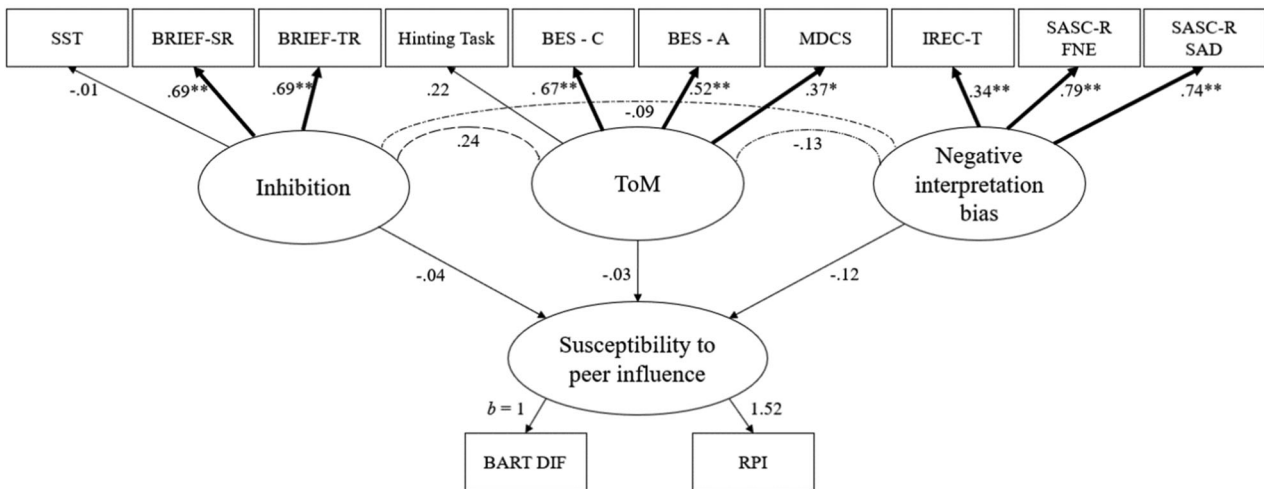 SST
BRIEF-SR
BRIEF-TR
Hinting Task
BES - C
BES - A
MDCS
IREC-T
SASC-R
FNE
SASC-R
SAD
-.01
.69**
.69**
.22
. 67**
.52**
.37*
.34**
.79**
.74**
-.09
.24
-.13
Inhibition
ToM
Negative
interpretation
bias
-.04
-.03
-.12
Susceptibility to
peer influence
b = 1
1.52
BART DIF
RPI